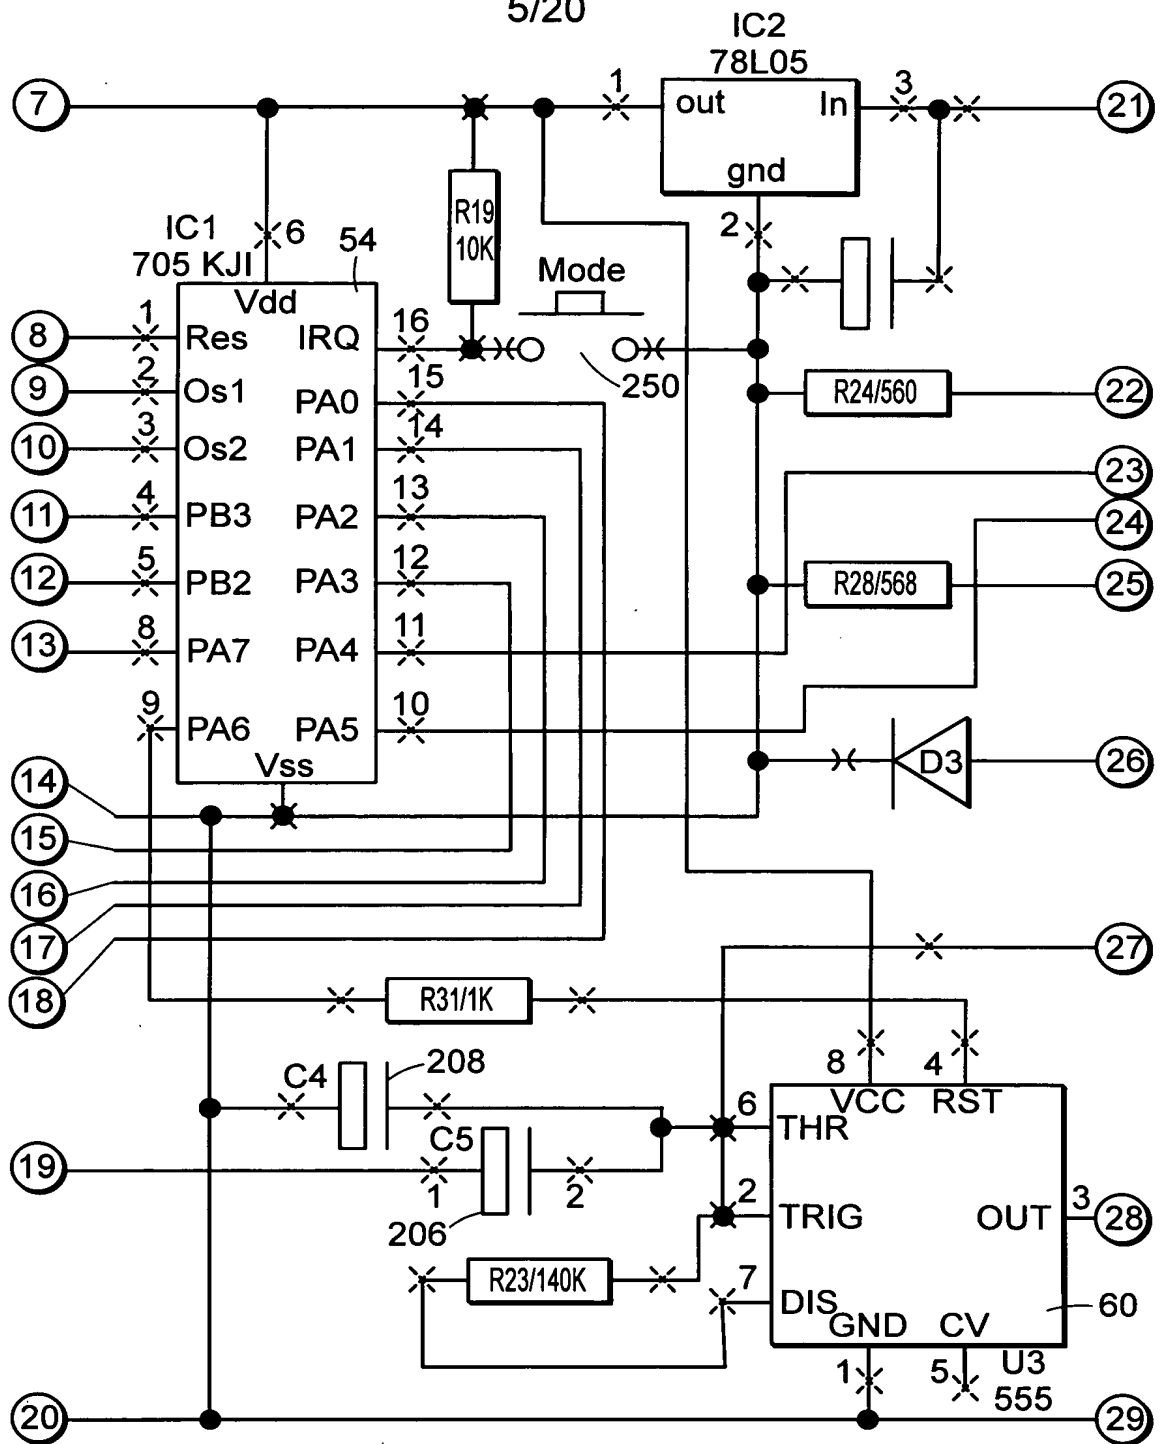 5/20
IC2
78L05
7
1
out
In
3
21
gnd
2
IC1
705 KJI
6
54
R19
10K
Mode
Vdd
8
1
Res
IRQ
16
250
9
2
Os1
PA0
15
R24/560
22
10
3
Os2
PA1
14
23
11
4
PB3
PA2
13
24
12
5
PB2
PA3
12
R28/568
25
13
8
PA7
PA4
11
9
PA6
PA5
10
Vss
D3
26
14
15
16
17
27
18
R31/1K
C4
208
8
4
VCC
RST
6
THR
19
C5
1
2
206
2
TRIG
OUT
3
28
R23/140K
7
DIS
60
GND
CV
1
5
U3
555
20
29